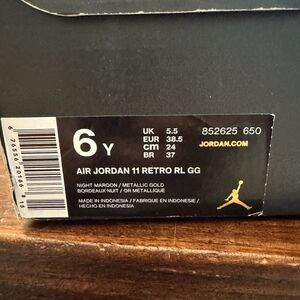 6 Y
UK 5.5
EUR 38.5
cm 24
BR 37
852625 650
JORDAN.COM
AIR JORDAN 11 RETRO RL GG
NIGHT MAROON / METALLIC GOLD
BORDEAUX NUIT / OR METALLIQUE
MADE IN INDONESIA / FABRIQUE EN INDONESIE /
HECHO EN INDONESIA